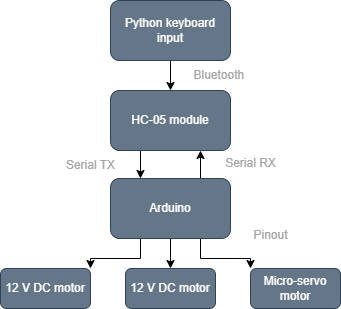 Python keyboard
input
Bluetooth
HC-05 module
Serial TX
Serial RX
Arduino
Pinout
12 V DC motor
12 V DC motor
Micro-servo
motor